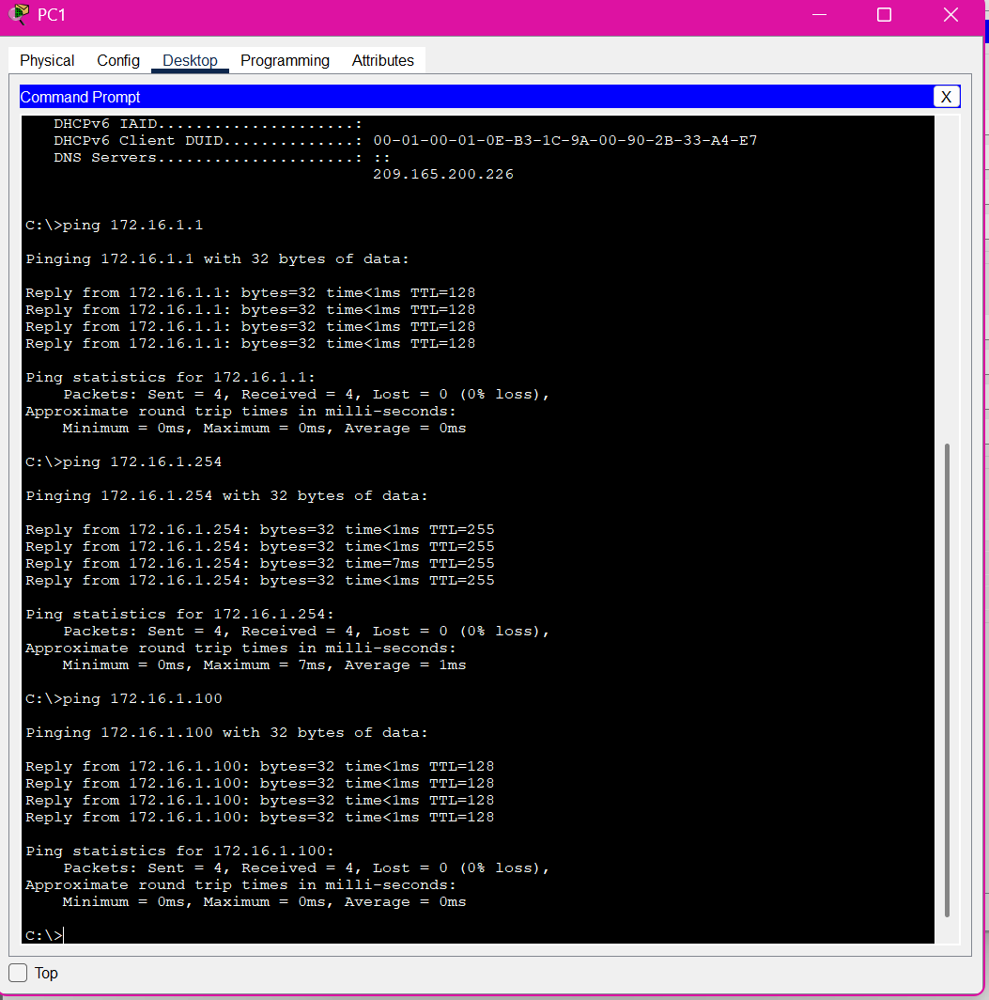 PC1
Physical Config Desktop Programming Attributes
Command Prompt
X
DHCPv6 IAID.....................:
DHCPv6 Client DUID..............: 00-01-00-01-0E-B3-1C-9A-00-90-2B-33-A4-E7
DNS Servers.....................: ::
209.165.200.226
C:\>ping 172.16.1.1
Pinging 172.16.1.1 with 32 bytes of data:
Reply from 172.16.1.1: bytes=32 time<1ms TTL=128
Reply from 172.16.1.1: bytes=32 time<1ms TTL=128
Reply from 172.16.1.1: bytes=32 time<1ms TTL=128
Reply from 172.16.1.1: bytes=32 time<1ms TTL=128
Ping statistics for 172.16.1.1:
Packets: Sent = 4, Received = 4, Lost = 0 (0% loss),
Approximate round trip times in milli-seconds:
Minimum = 0ms, Maximum = 0ms, Average = 0ms
C:\>ping 172.16.1.254
Pinging 172.16.1.254 with 32 bytes of data:
Reply from 172.16.1.254: bytes=32 time<1ms TTL=255
Reply from 172.16.1.254: bytes=32 time<1ms TTL=255
Reply from 172.16.1.254: bytes=32 time=7ms TTL=255
Reply from 172.16.1.254: bytes=32 time<1ms TTL=255
Ping statistics for 172.16.1.254:
Packets: Sent = 4, Received = 4, Lost = 0 (0% loss),
Approximate round trip times in milli-seconds:
Minimum = 0ms, Maximum = 7ms, Average = 1ms
C:\>ping 172.16.1.100
Pinging 172.16.1.100 with 32 bytes of data:
Reply from 172.16.1.100: bytes=32 time<1ms TTL=128
Reply from 172.16.1.100: bytes=32 time<1ms TTL=128
Reply from 172.16.1.100: bytes=32 time<1ms TTL=128
Reply from 172.16.1.100: bytes=32 time<1ms TTL=128
Ping statistics for 172.16.1.100:
Packets: Sent = 4, Received = 4, Lost = 0 (0% loss),
Approximate round trip times in milli-seconds:
Minimum = 0ms, Maximum = 0ms, Average = 0ms
C:\>
Top